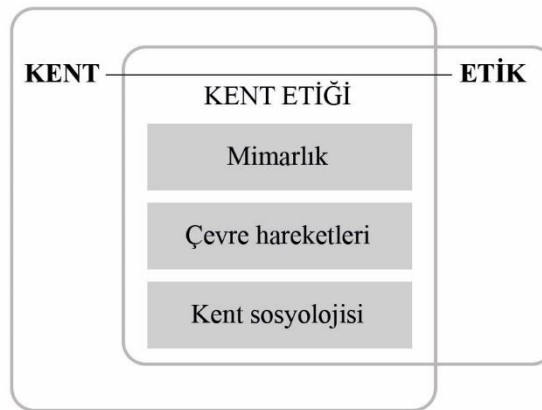 KENT ETİK
KENT ETİĞİ
Mimarlık
Çevre hareketleri
Kent sosyolojisi